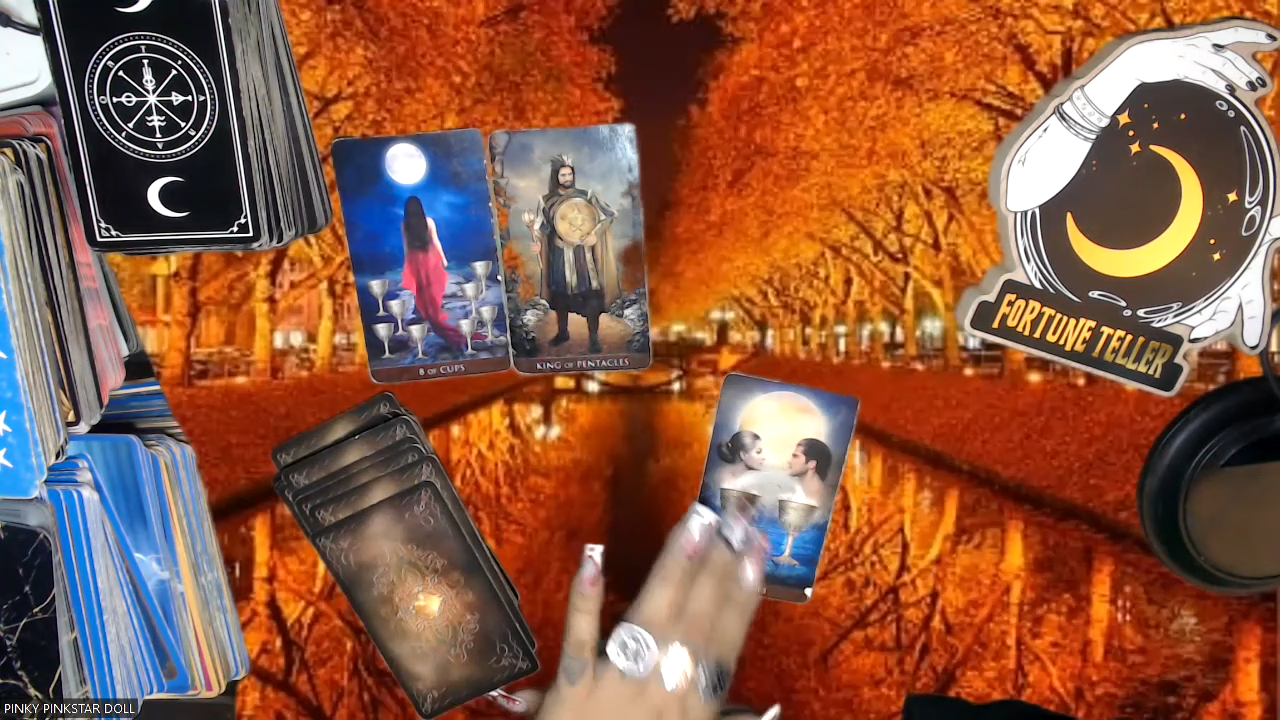 8 OF CUPS
KING OF PENTACLES
FORTUNE TELLER
PINKY PINKSTAR DOLL